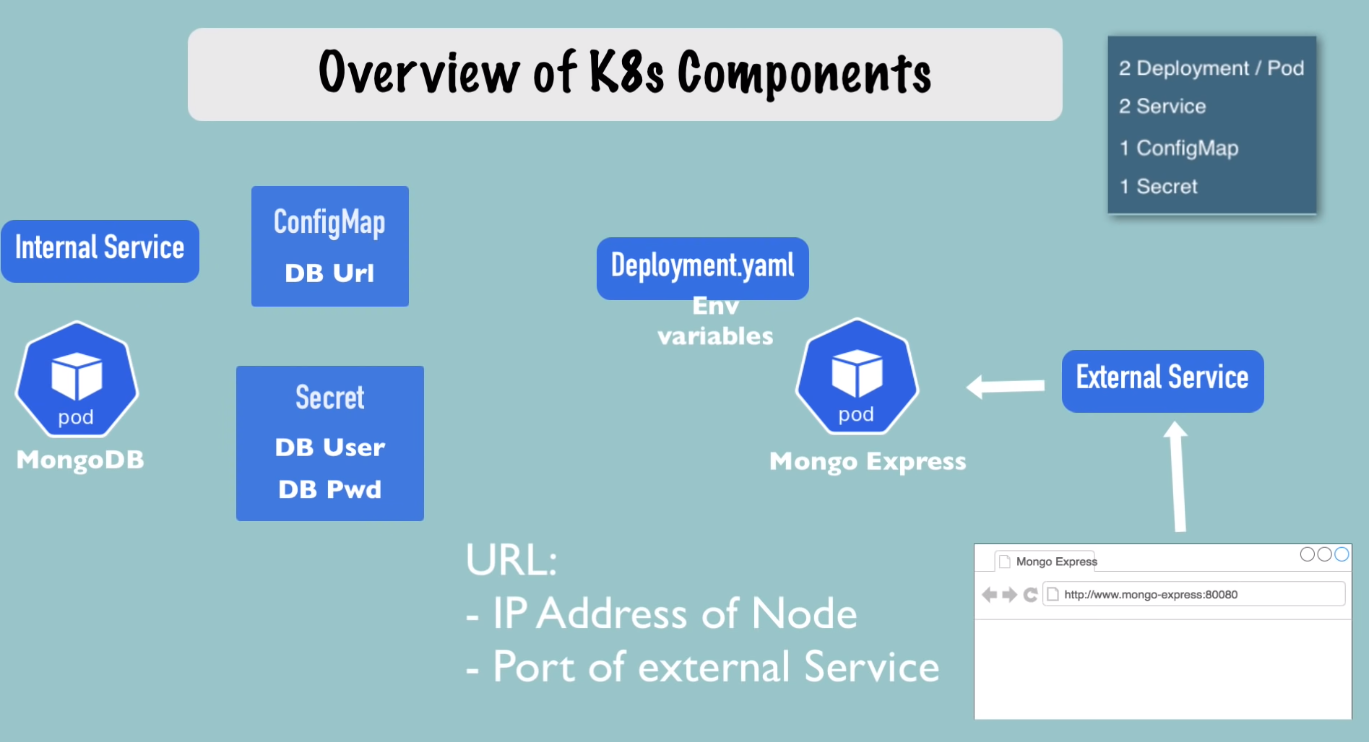 Overview of K8s Components
2 Deployment / Pod
2 Service
1 ConfigMap
1 Secret
Internal Service
pod
MongoDB
ConfigMap
DB Url
Secret
DB User
DB Pwd
Deployment.yaml
Env
variables
pod
Mongo Express
External Service
URL:
- IP Address of Node
- Port of external Service
Mongo Express
http://www.mongo-express:80080